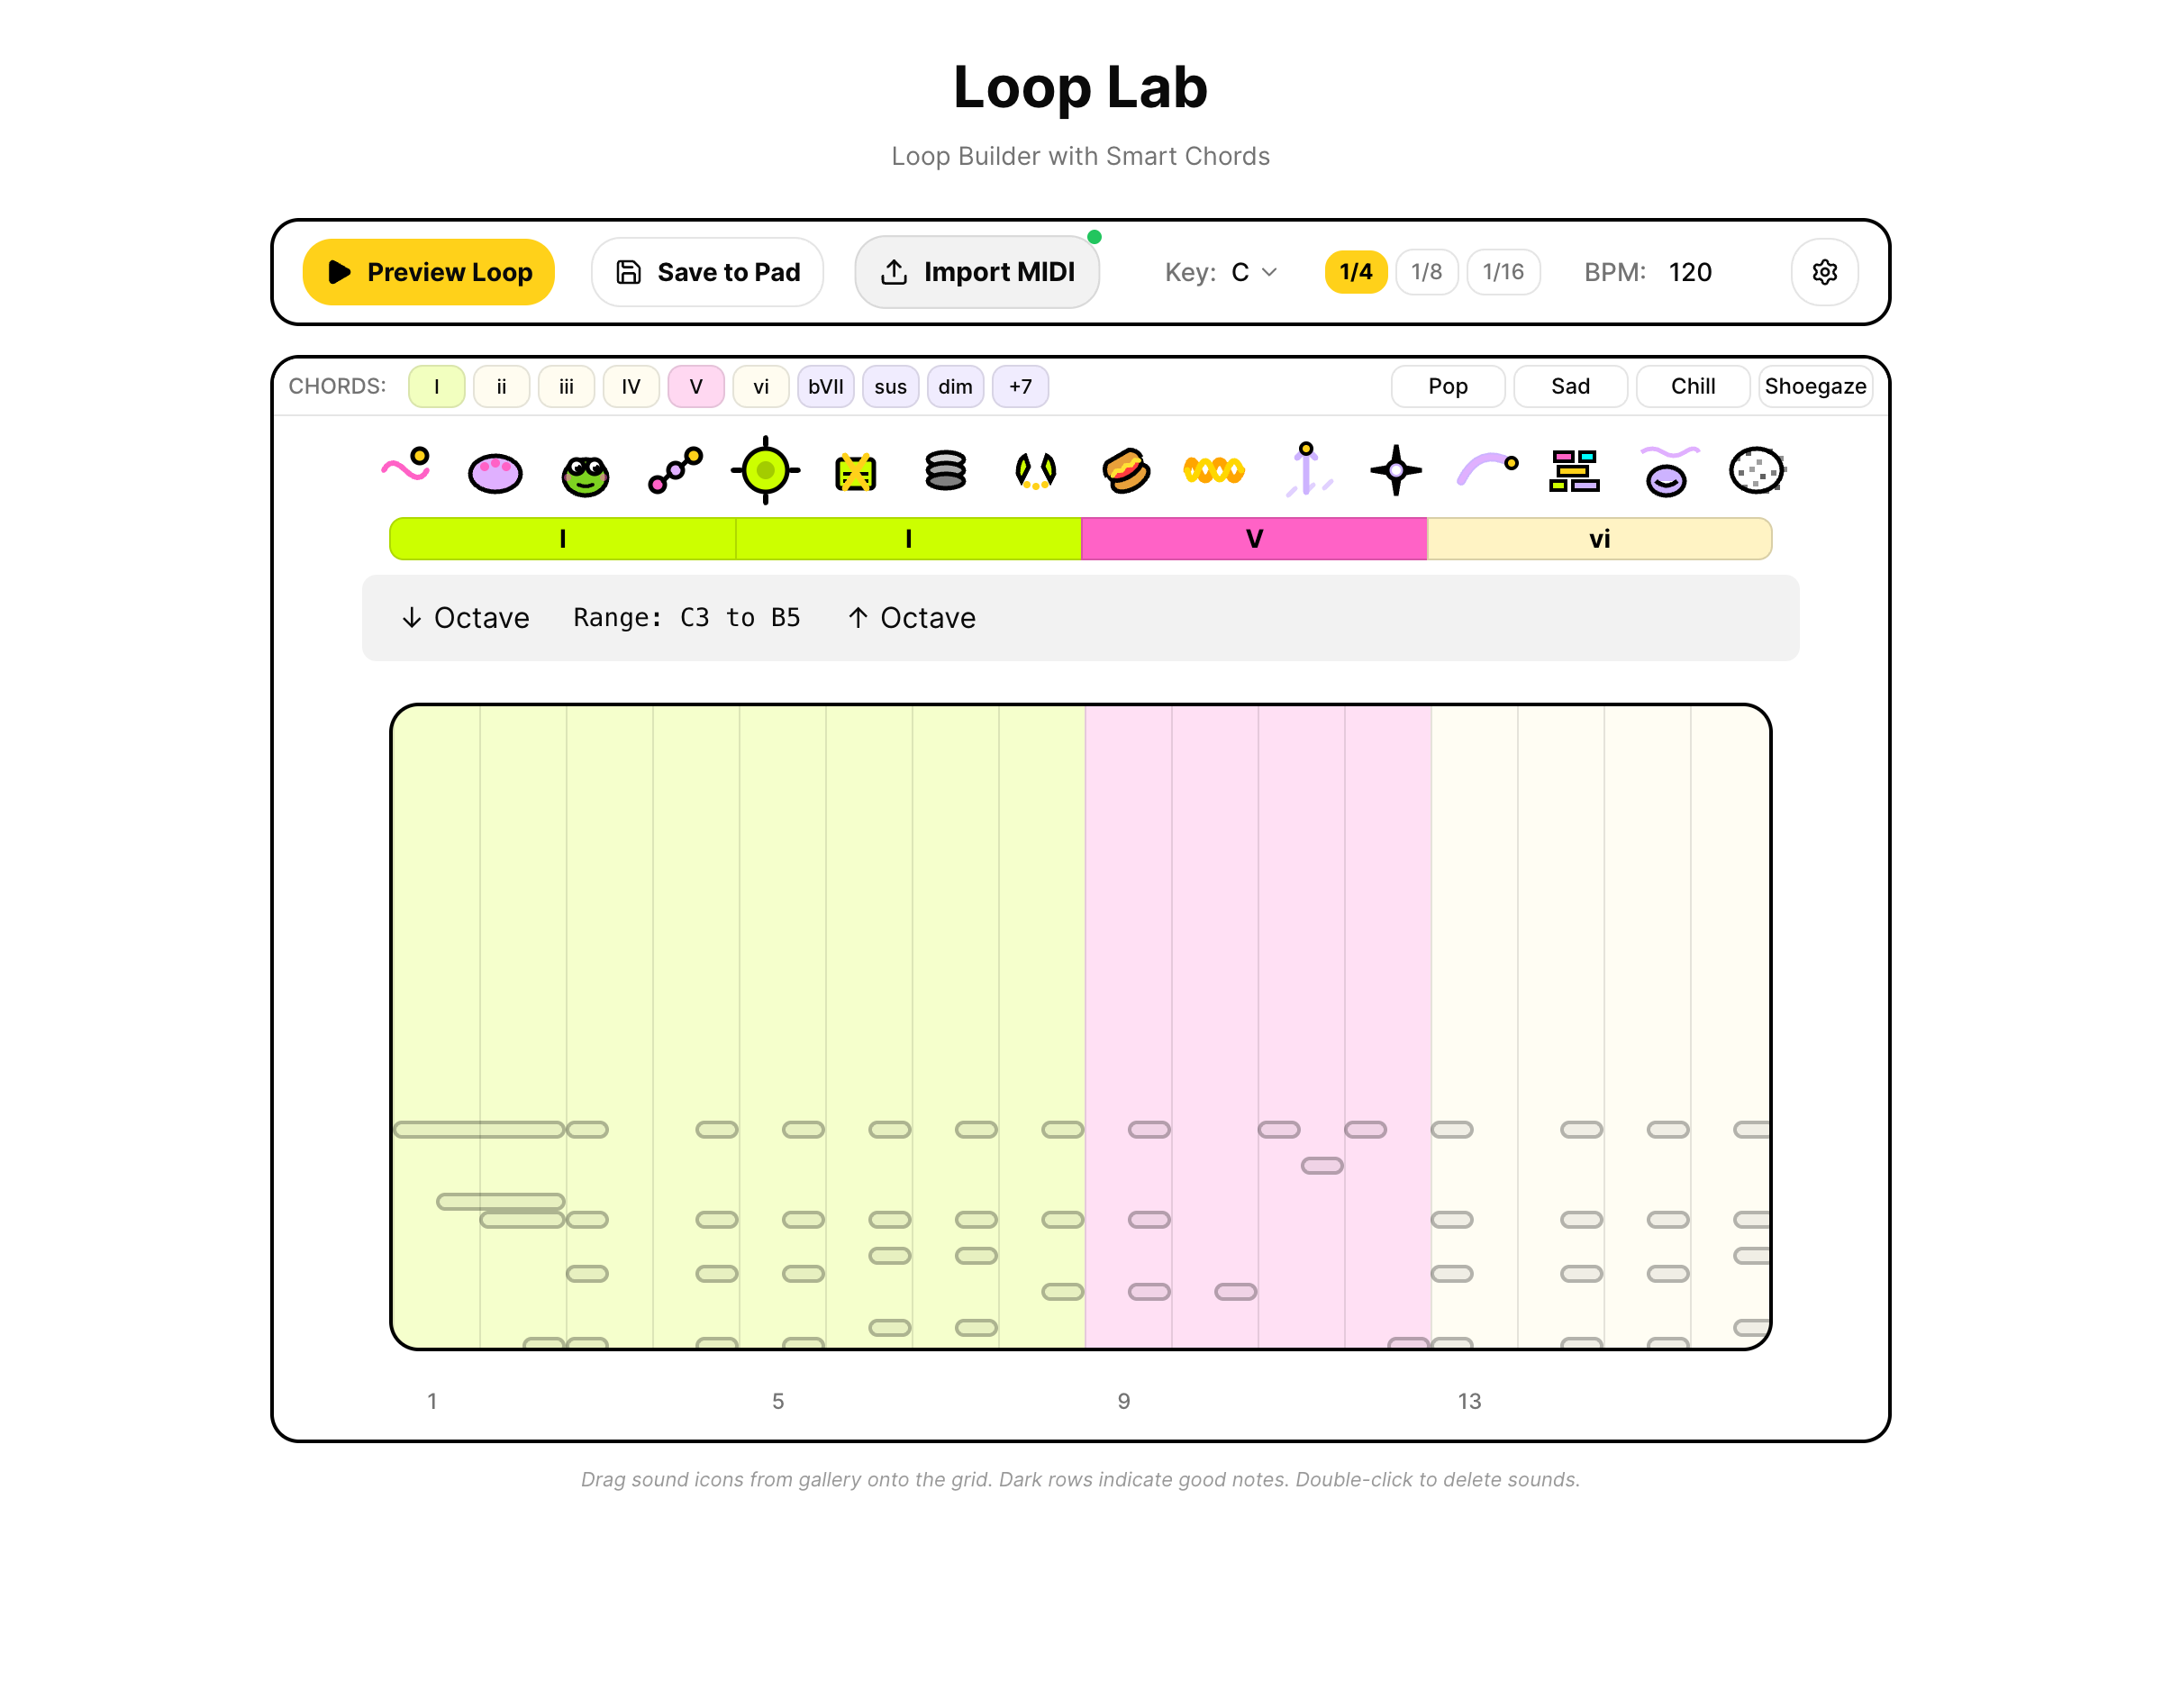 Loop Lab
Loop Builder with Smart Chords
Preview Loop Save to Pad Import MIDI Key: C 1/4 1/8 1/16 BPM: 120
CHORDS: I ii iii IV V vi bVII sus dim +7 Pop Sad Chill Shoegaze
I I V vi
↓ Octave Range: C3 to B5 ↑ Octave
1 5 9 13
Drag sound icons from gallery onto the grid. Dark rows indicate good notes. Double-click to delete sounds.